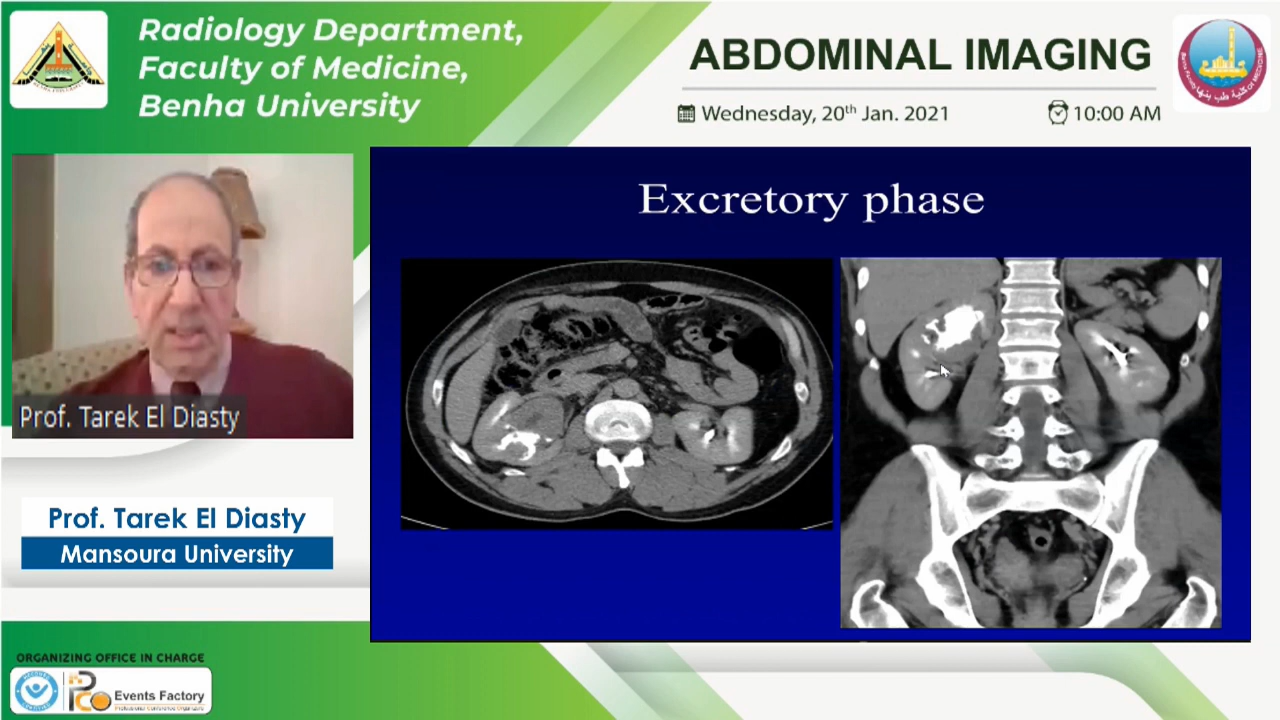 Radiology Department,
Faculty of Medicine,
Benha University
ABDOMINAL IMAGING
Wednesday, 20th Jan. 2021
10:00 AM
Excretory phase
Prof. Tarek El Diasty
Prof. Tarek El Diasty
Mansoura University
ORGANIZING OFFICE IN CHARGE
Events Factory